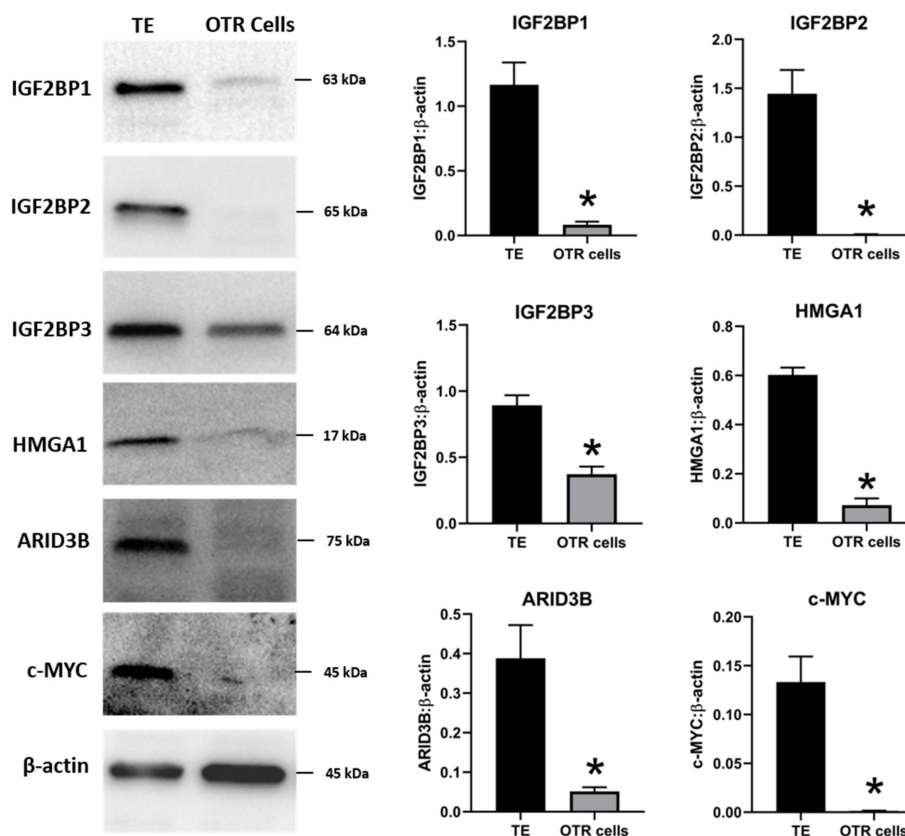 TE OTR Cells
IGF2BP1
63 kDa
IGF2BP2
65 kDa
IGF2BP3
64 kDa
HMGA1
17 kDa
ARID3B
75 kDa
c-MYC
45 kDa
β-actin
45 kDa
IGF2BP1
IGF2BP1:β-actin
1.5
1.0
0.5
0.0
TE OTR cells
*
IGF2BP2
IGF2BP2:β-actin
2.0
1.5
1.0
0.5
0.0
TE OTR cells
*
IGF2BP3
IGF2BP3:β-actin
1.5
1.0
0.5
0.0
TE OTR cells
*
HMGA1
HMGA1:β-actin
0.8
0.6
0.4
0.2
0.0
TE OTR cells
*
ARID3B
ARID3B:β-actin
0.5
0.4
0.3
0.2
0.1
0.0
TE OTR cells
*
c-MYC
c-MYC:β-actin
0.20
0.15
0.10
0.05
0.00
TE OTR cells
*